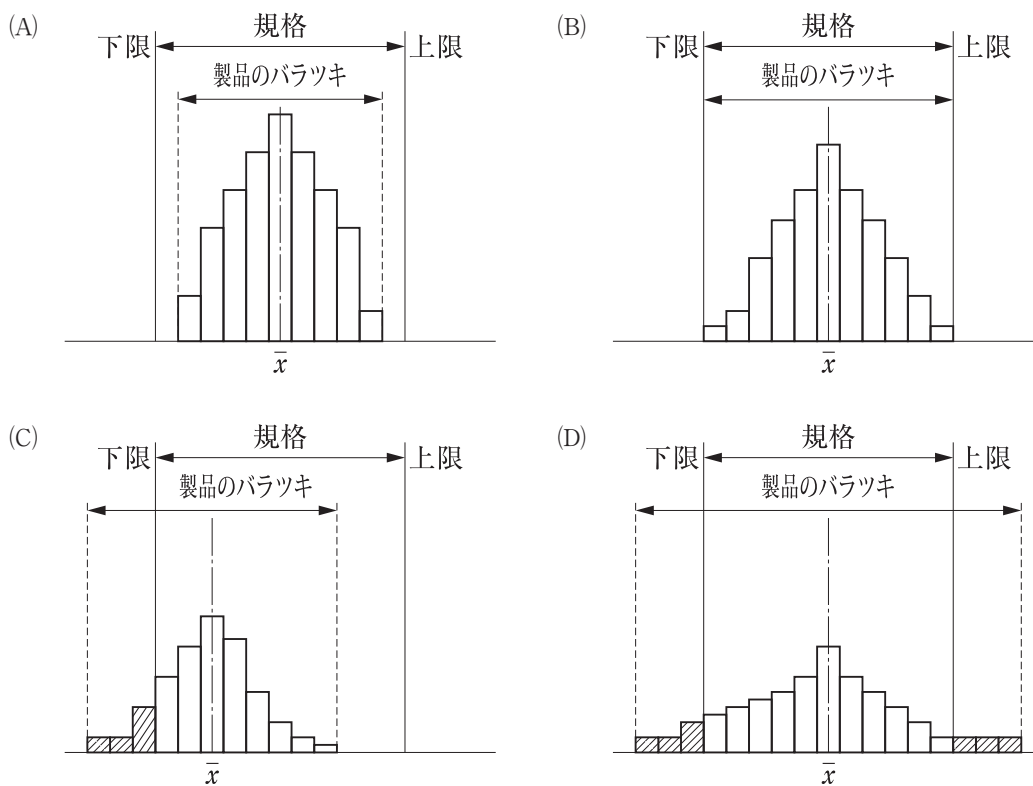 (A)
規格
下限
上限
製品のバラツキ
x̄
(B)
規格
下限
上限
製品のバラツキ
x̄
(C)
規格
下限
上限
製品のバラツキ
x̄
(D)
規格
下限
上限
製品のバラツキ
x̄